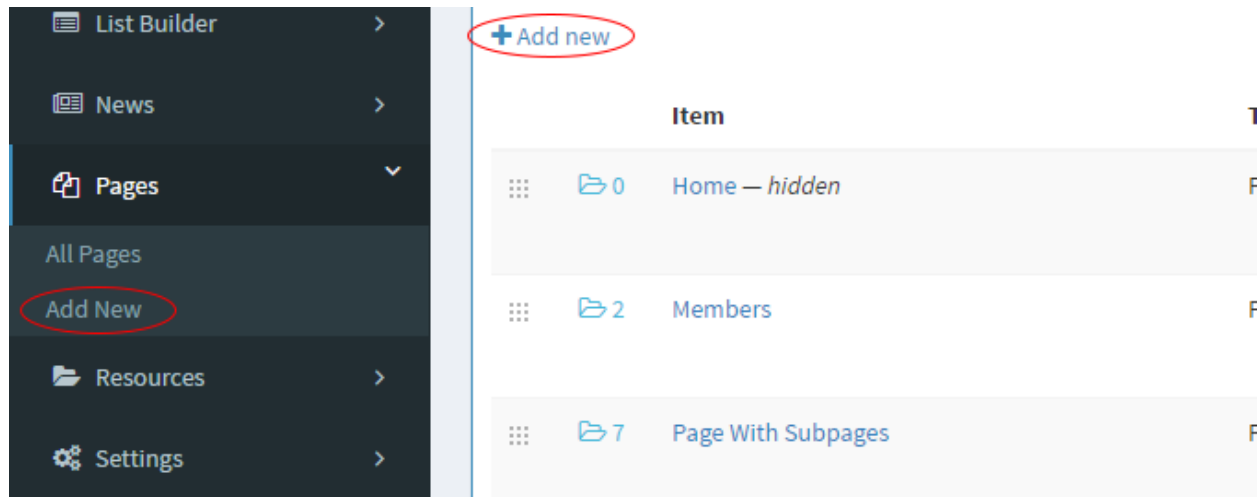 List Builder
News
Pages
All Pages
Add New
Resources
Settings
Add new
Item
0 Home — hidden
2 Members
7 Page With Subpages